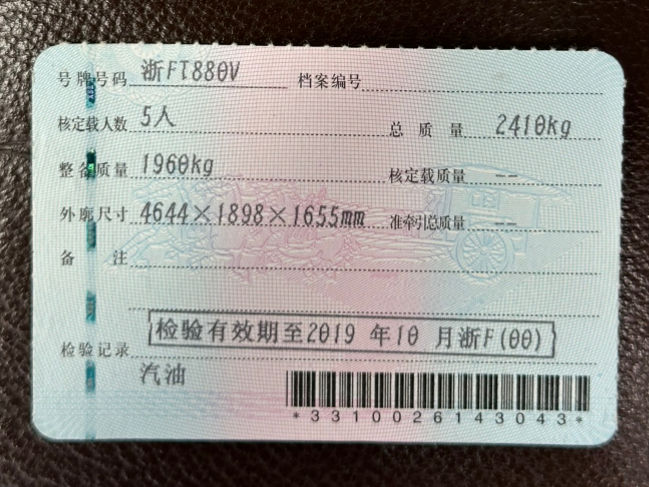 号牌号码 浙FT880V 档案编号
核定载人数 5人 总质量 2410kg
整备质量 1960kg 核定载质量 --
外廓尺寸 4644×1898×1655mm 准牵引总质量 --
备注
检验有效期至2019 年10 月浙F(00)
检验记录
汽油
*3310026143043*